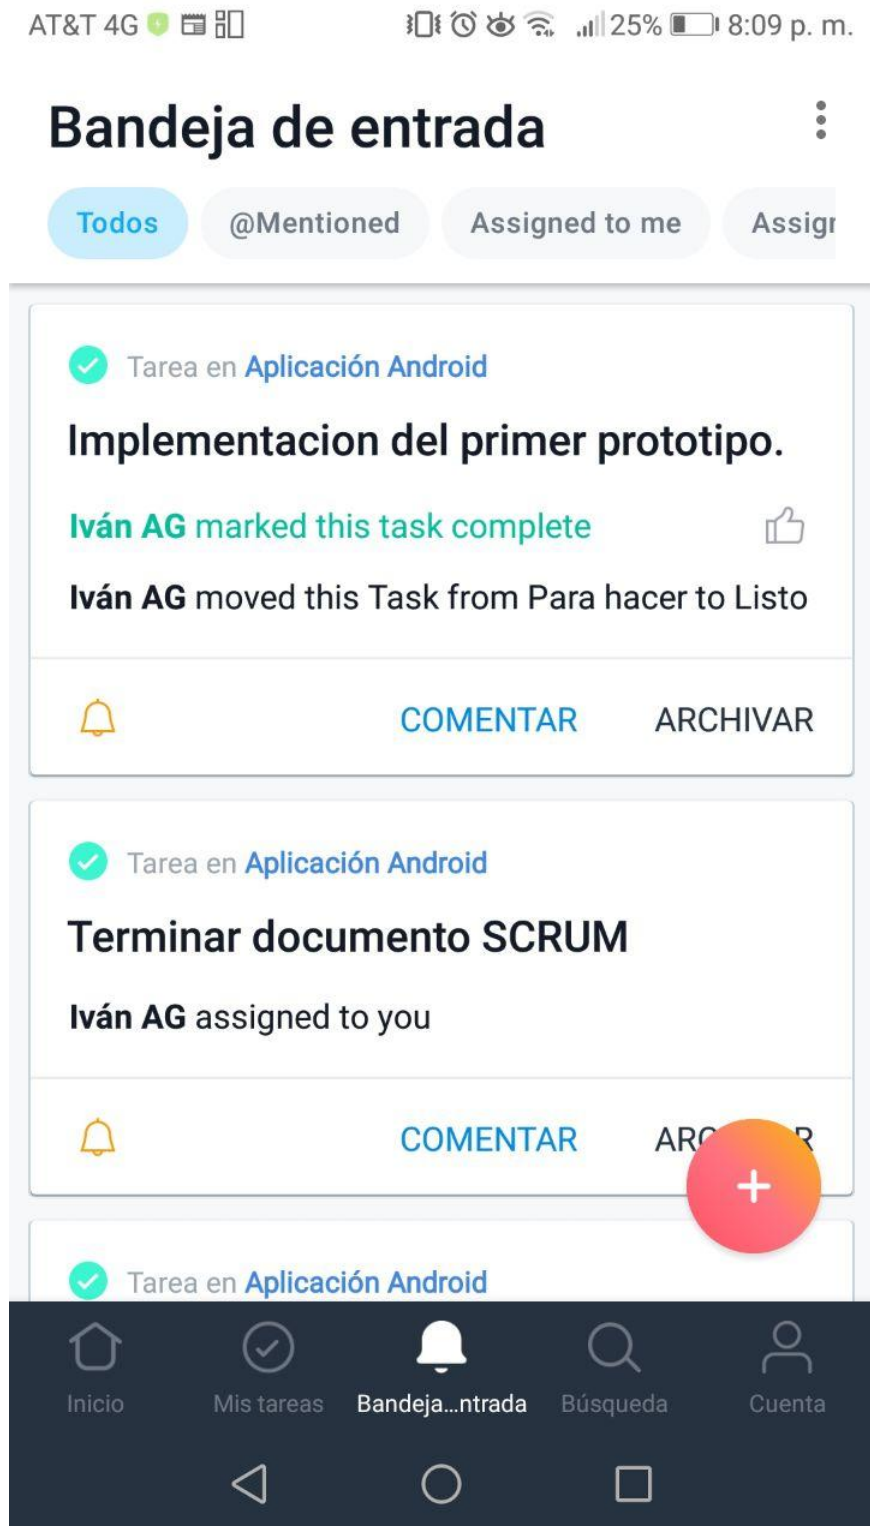 AT&T 4G 25% 8:09 p. m.
Bandeja de entrada
Todos @Mentioned Assigned to me Assign
Tarea en Aplicación Android
Implementacion del primer prototipo.
Iván AG marked this task complete
Iván AG moved this Task from Para hacer to Listo
COMENTAR ARCHIVAR
Tarea en Aplicación Android
Terminar documento SCRUM
Iván AG assigned to you
COMENTAR
Tarea en Aplicación Android
Inicio Mis tareas Bandeja...ntrada Búsqueda Cuenta